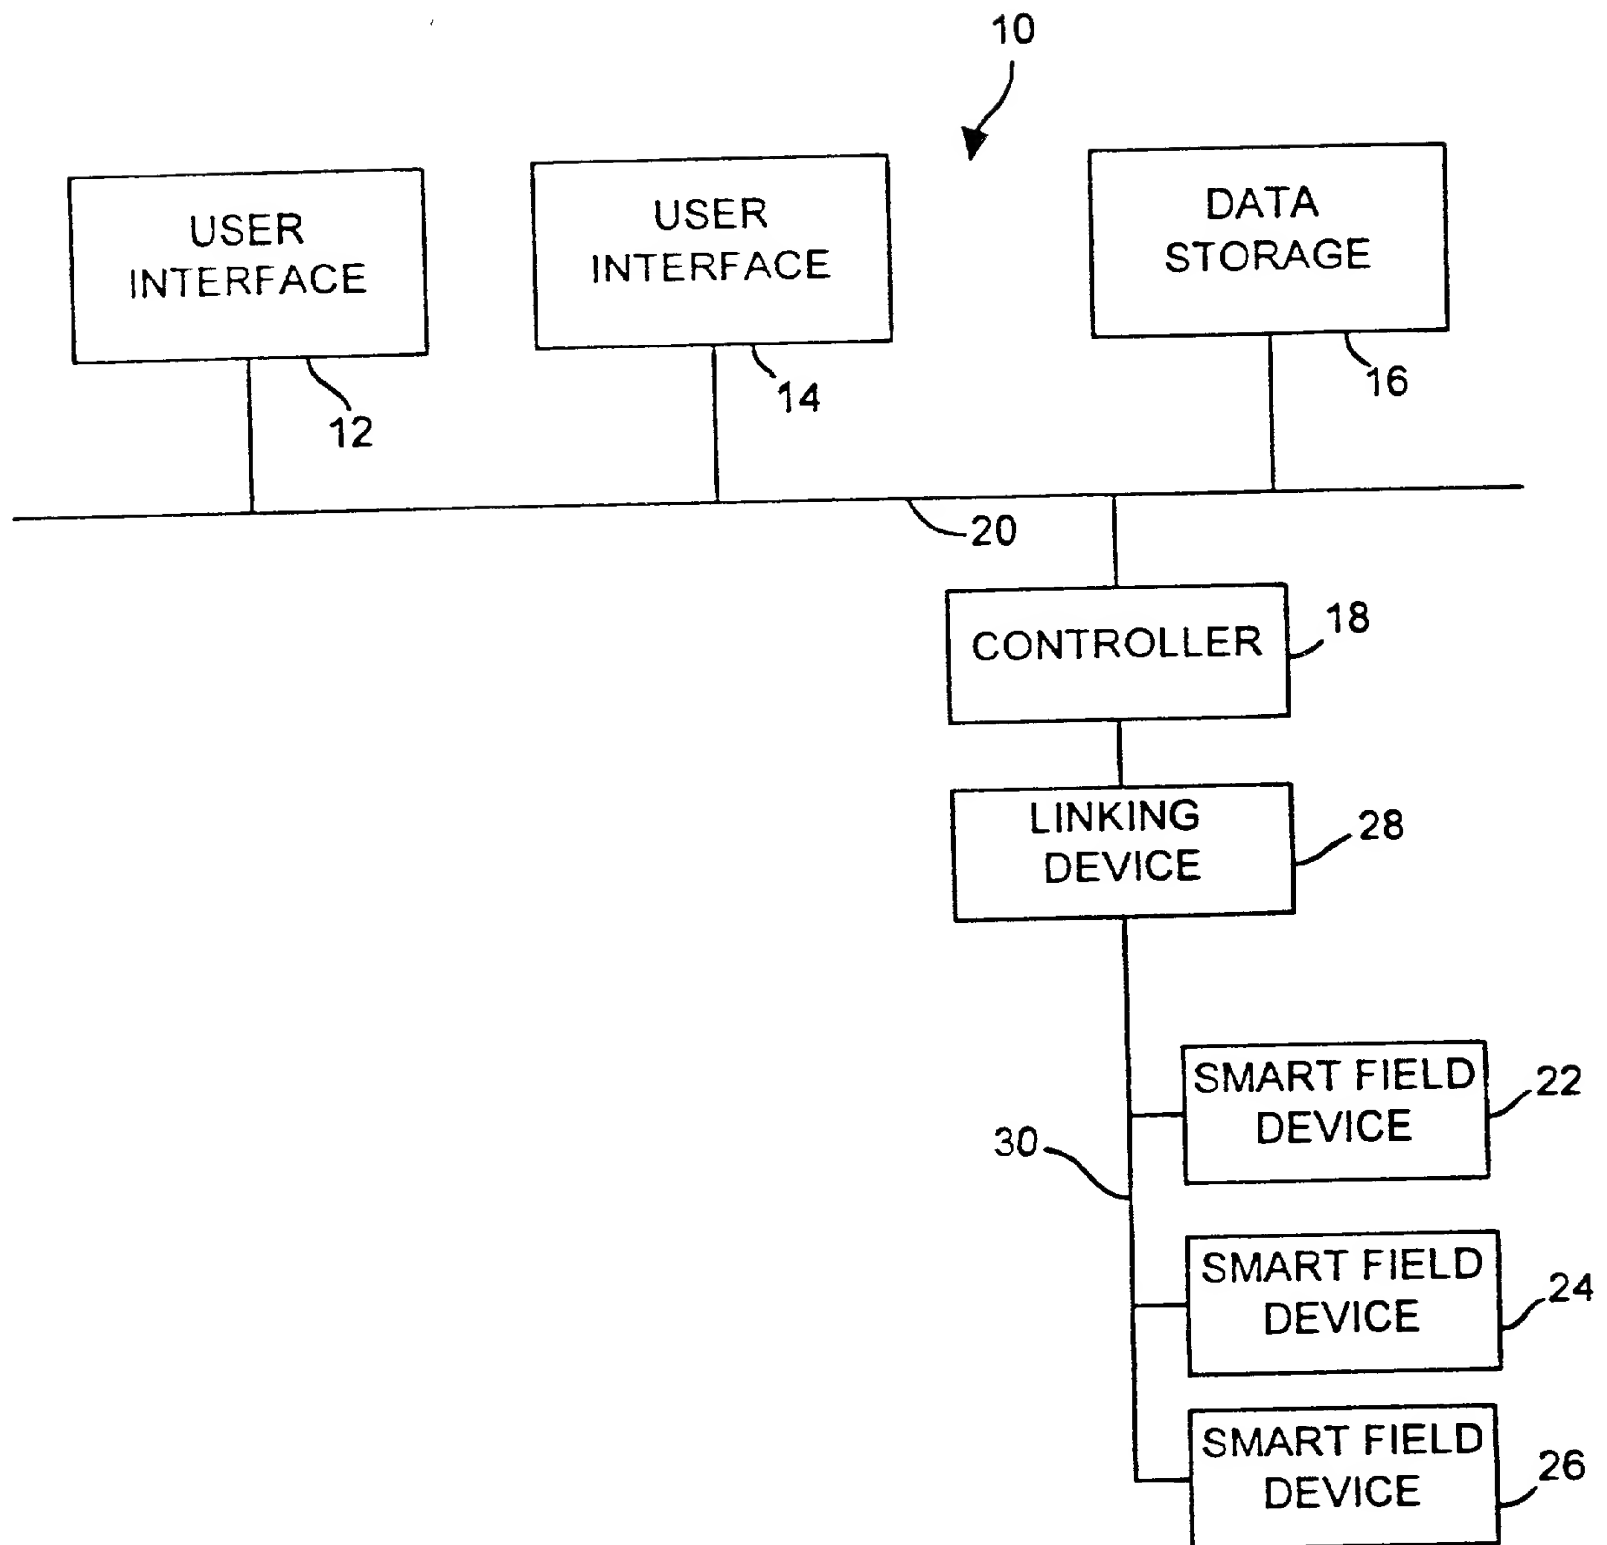 10
USER
INTERFACE
12
USER
INTERFACE
14
DATA
STORAGE
16
20
CONTROLLER
18
LINKING
DEVICE
28
30
SMART FIELD
DEVICE
22
SMART FIELD
DEVICE
24
SMART FIELD
DEVICE
26